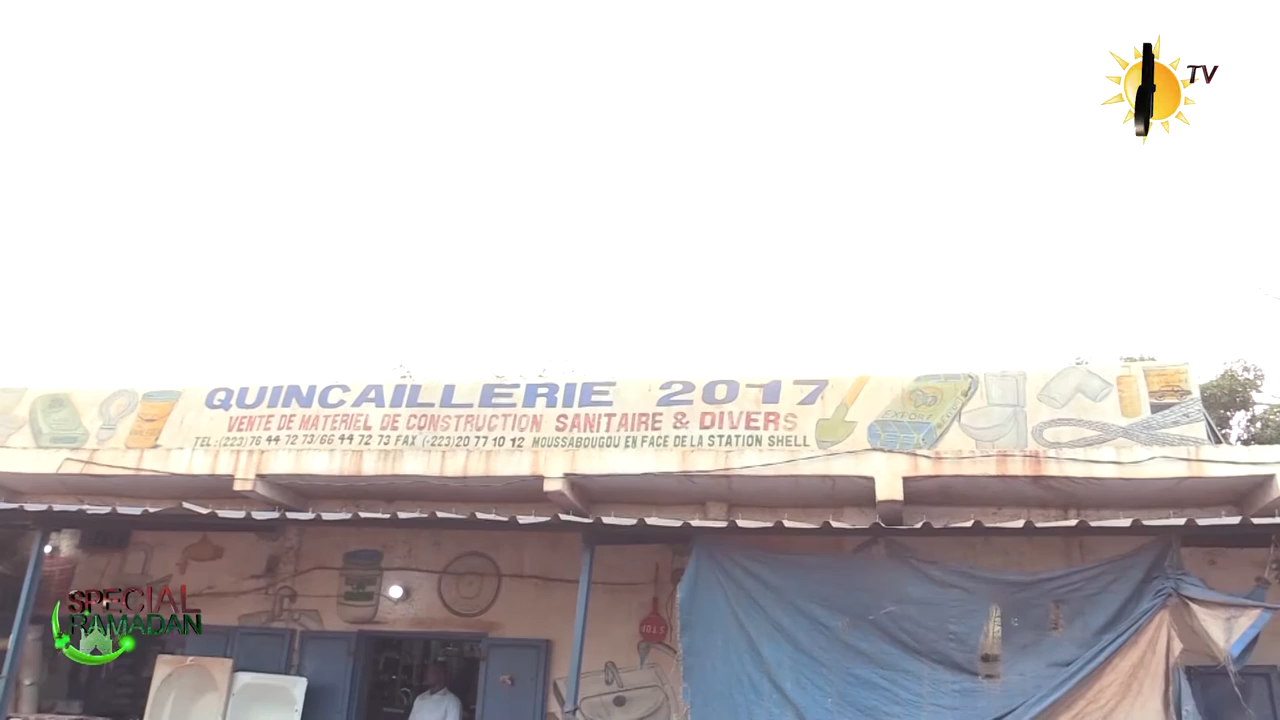 TV
QUINCAILLERIE 2017
VENTE DE MATERIEL DE CONSTRUCTION SANITAIRE & DIVERS
TEL:(223)76 44 72 73/66 44 72 73 FAX (-223)20 77 10 12 MOUSSABOUGOU EN FACE DE LA STATION SHELL
EXPORT
SPECIAL
RAMADAN